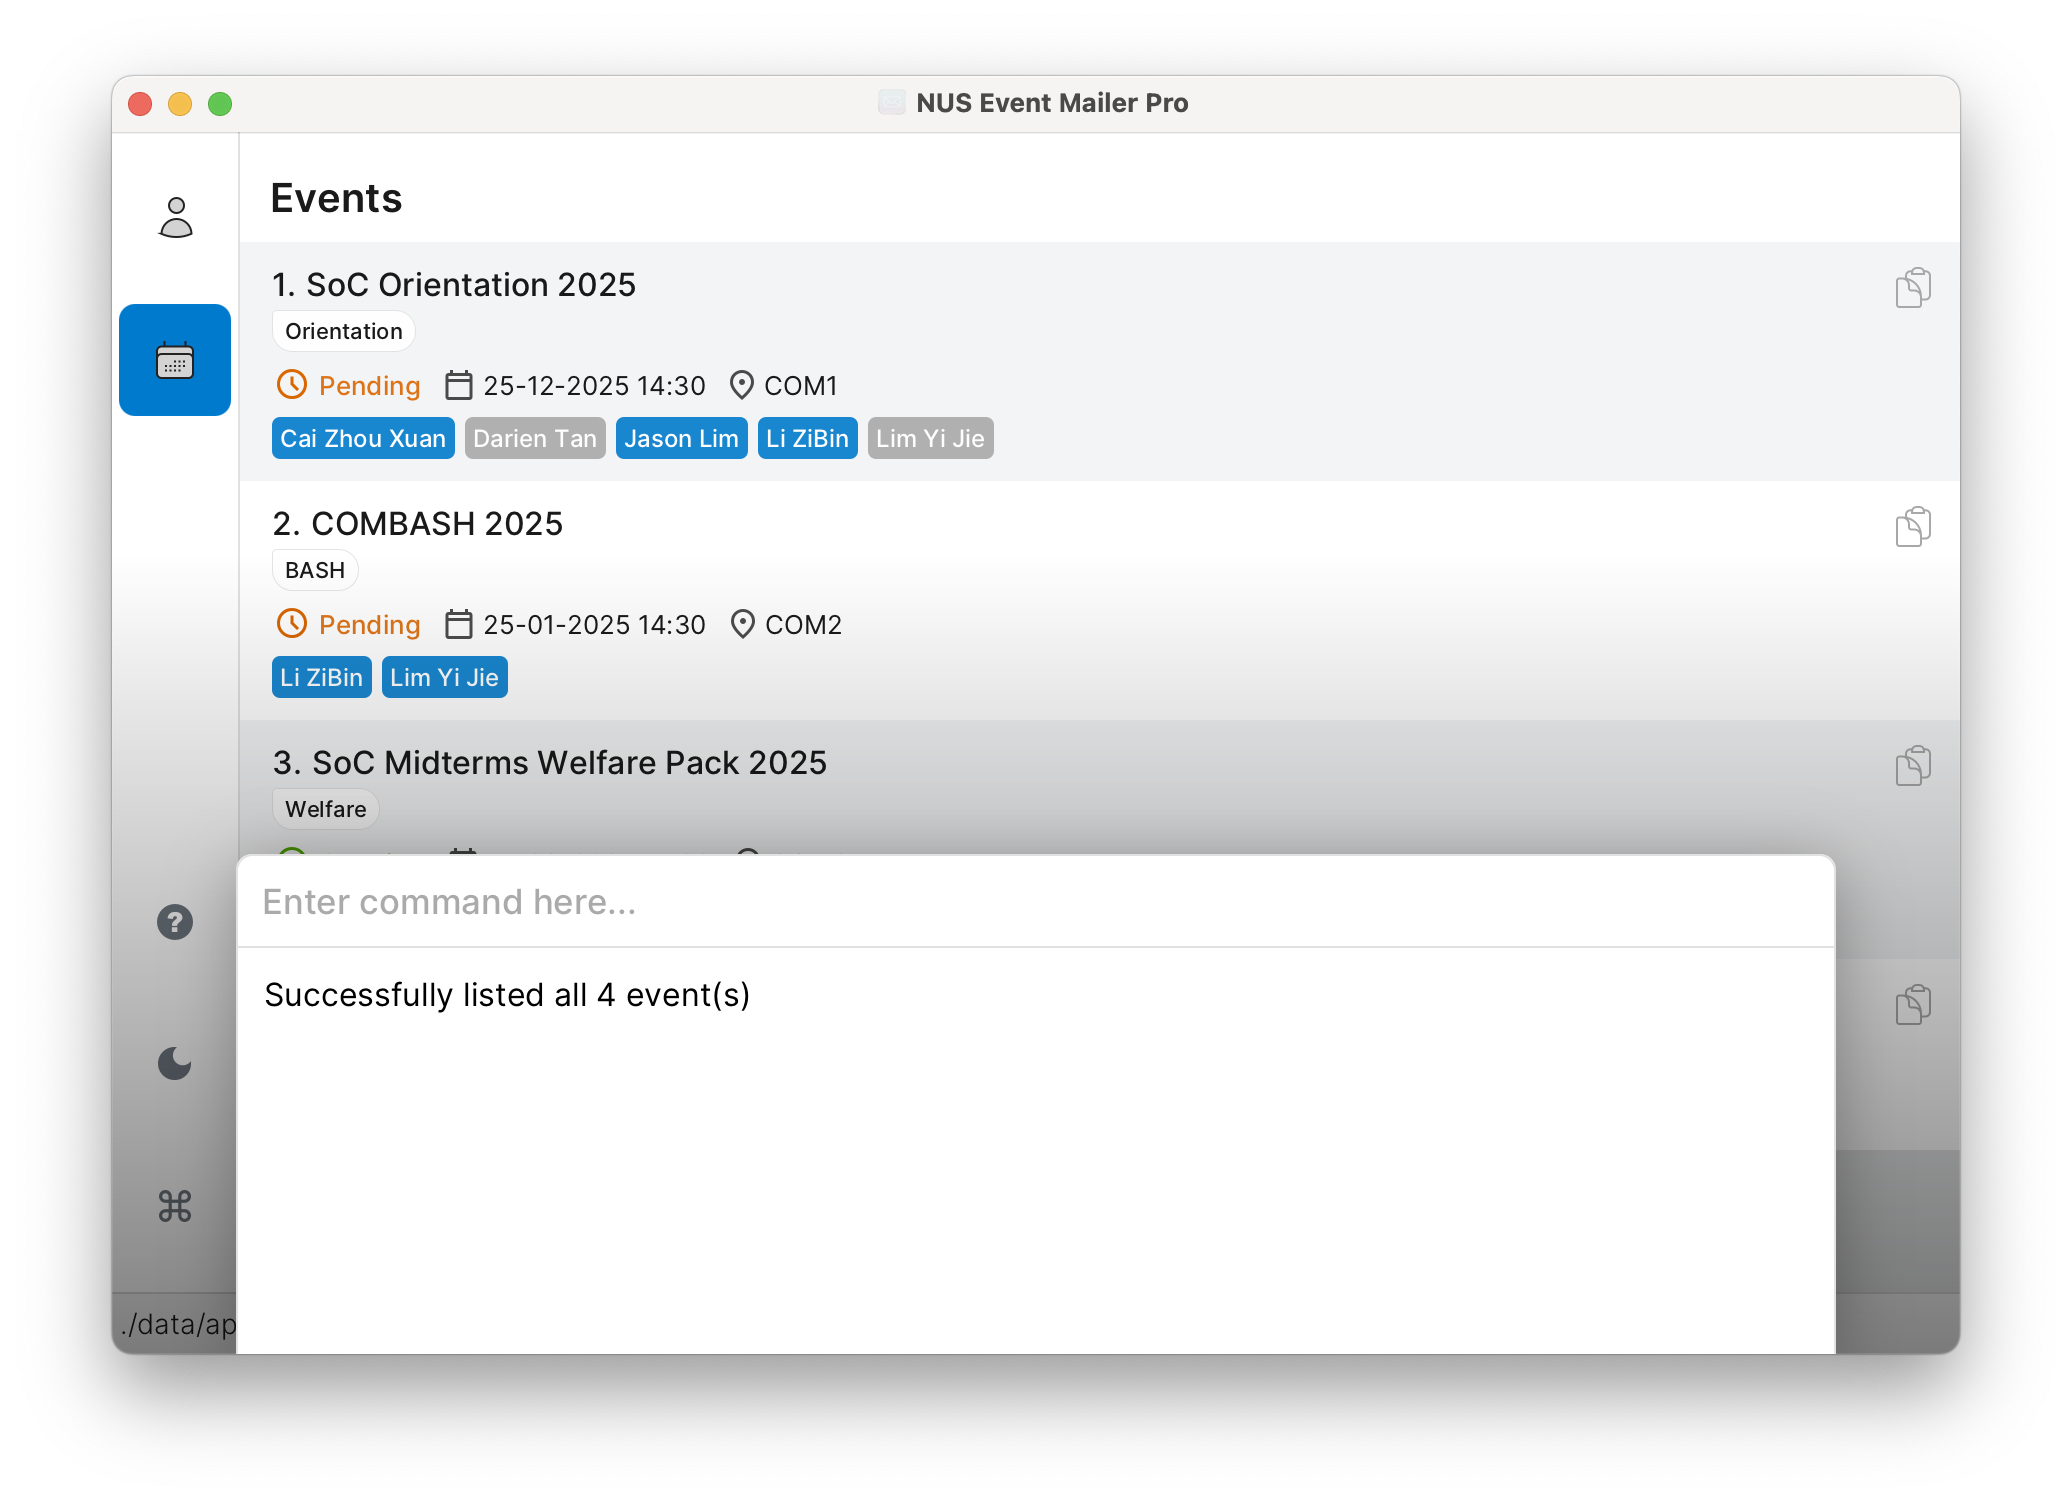 NUS Event Mailer Pro
Events
1. SoC Orientation 2025
Orientation
Pending 25-12-2025 14:30 COM1
Cai Zhou Xuan Darien Tan Jason Lim Li ZiBin Lim Yi Jie
2. COMBASH 2025
BASH
Pending 25-01-2025 14:30 COM2
Li ZiBin Lim Yi Jie
3. SoC Midterms Welfare Pack 2025
Welfare
Enter command here...
?
Successfully listed all 4 event(s)
./data/ap